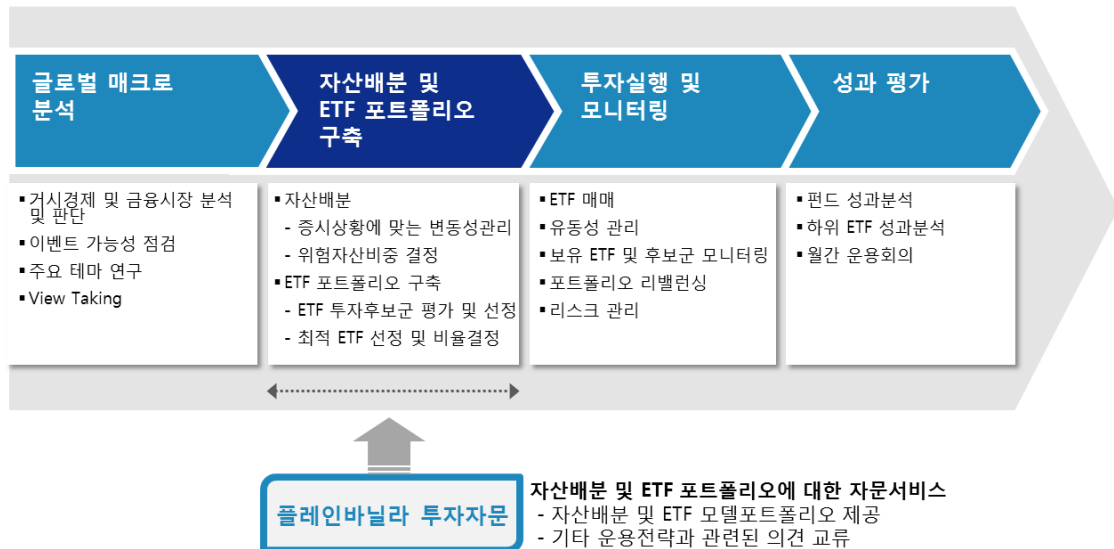 글로벌 매크로
분석
자산배분 및
ETF 포트폴리오
구축
투자실행 및
모니터링
성과 평가
▪거시경제 및 금융시장 분석
및 판단
▪이벤트 가능성 점검
▪주요 테마 연구
▪View Taking
▪자산배분
- 증시상황에 맞는 변동성관리
- 위험자산비중 결정
▪ETF 포트폴리오 구축
- ETF 투자후보군 평가 및 선정
- 최적 ETF 선정 및 비율결정
▪ETF 매매
▪유동성 관리
▪보유 ETF 및 후보군 모니터링
▪포트폴리오 리밸런싱
▪리스크 관리
▪펀드 성과분석
▪하위 ETF 성과분석
▪월간 운용회의
플레인바닐라 투자자문
자산배분 및 ETF 포트폴리오에 대한 자문서비스
- 자산배분 및 ETF 모델포트폴리오 제공
- 기타 운용전략과 관련된 의견 교류